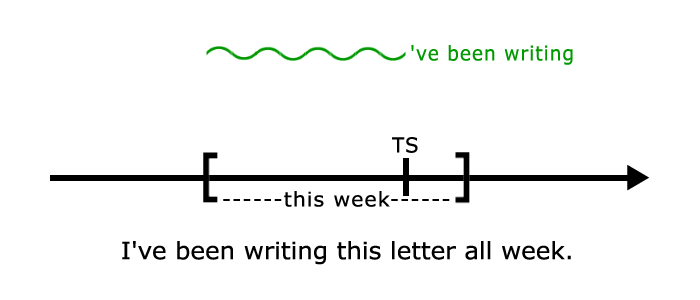 've been writing
TS
------this week------
I've been writing this letter all week.